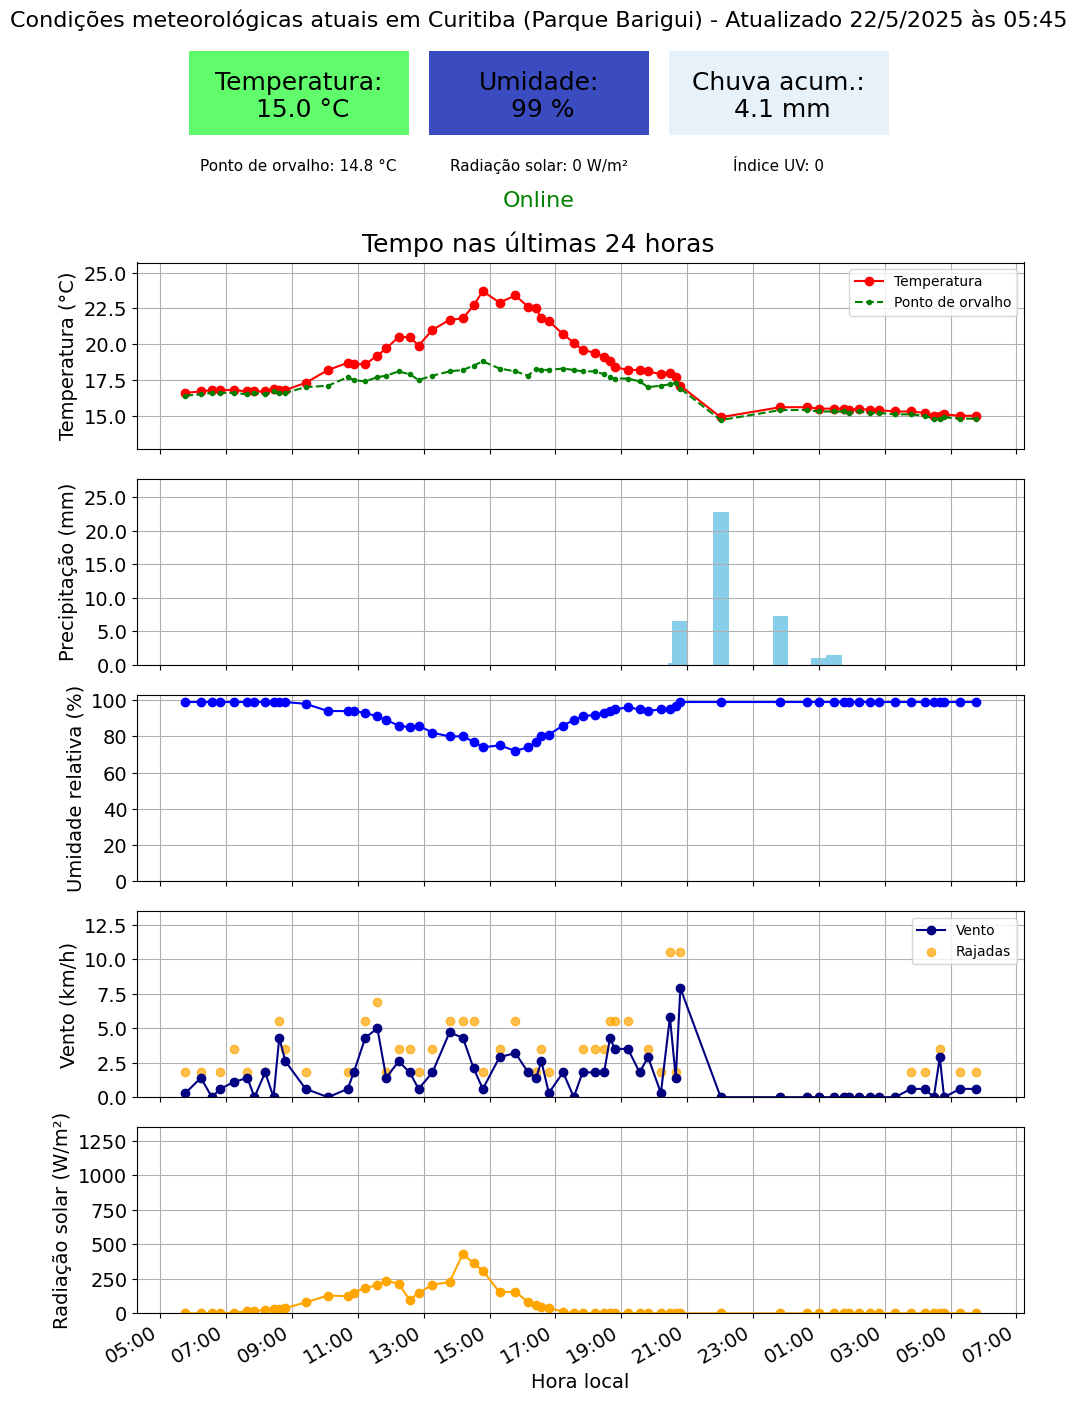 Condições meteorológicas atuais em Curitiba (Parque Barigui) - Atualizado 22/5/2025 às 05:45
Temperatura:
15.0 °C
Umidade:
99 %
Chuva acum.:
4.1 mm
Ponto de orvalho: 14.8 °C
Radiação solar: 0 W/m²
Índice UV: 0
Online
Tempo nas últimas 24 horas
Temperatura (°C)
25.0
22.5
20.0
17.5
15.0
Temperatura
Ponto de orvalho
Precipitação (mm)
25.0
20.0
15.0
10.0
5.0
0.0
Umidade relativa (%)
100
80
60
40
20
0
Vento (km/h)
12.5
10.0
7.5
5.0
2.5
0.0
Vento
Rajadas
Radiação solar (W/m²)
1250
1000
750
500
250
0
05:00
07:00
09:00
11:00
13:00
15:00
17:00
19:00
21:00
23:00
01:00
03:00
05:00
07:00
Hora local